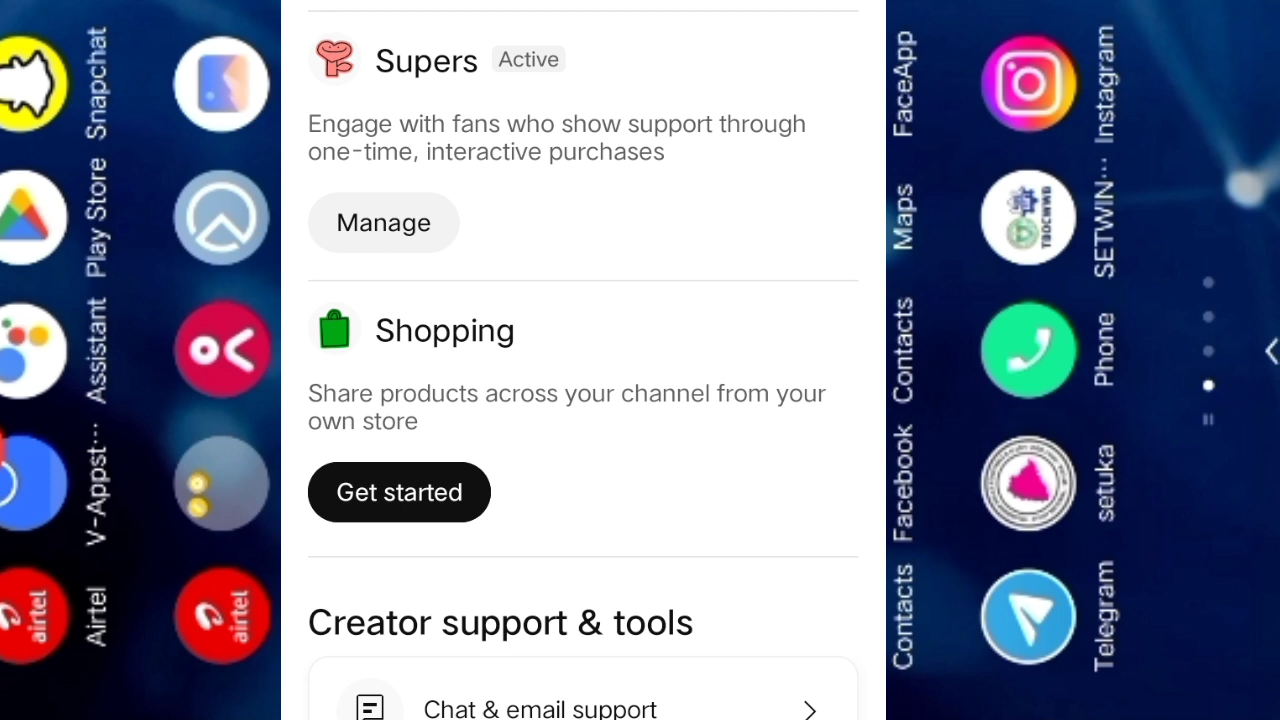 Supers
Active
Engage with fans who show support through
one-time, interactive purchases
Manage
Shopping
Share products across your channel from your
own store
Get started
Creator support & tools
Chat & email support
Snapchat
Play Store
Assistant
V-Appst...
Airtel
airtel
airtel
FaceApp
Maps
Contacts
Facebook
Contacts
Instagram
SETWIN...
Phone
setuka
Telegram